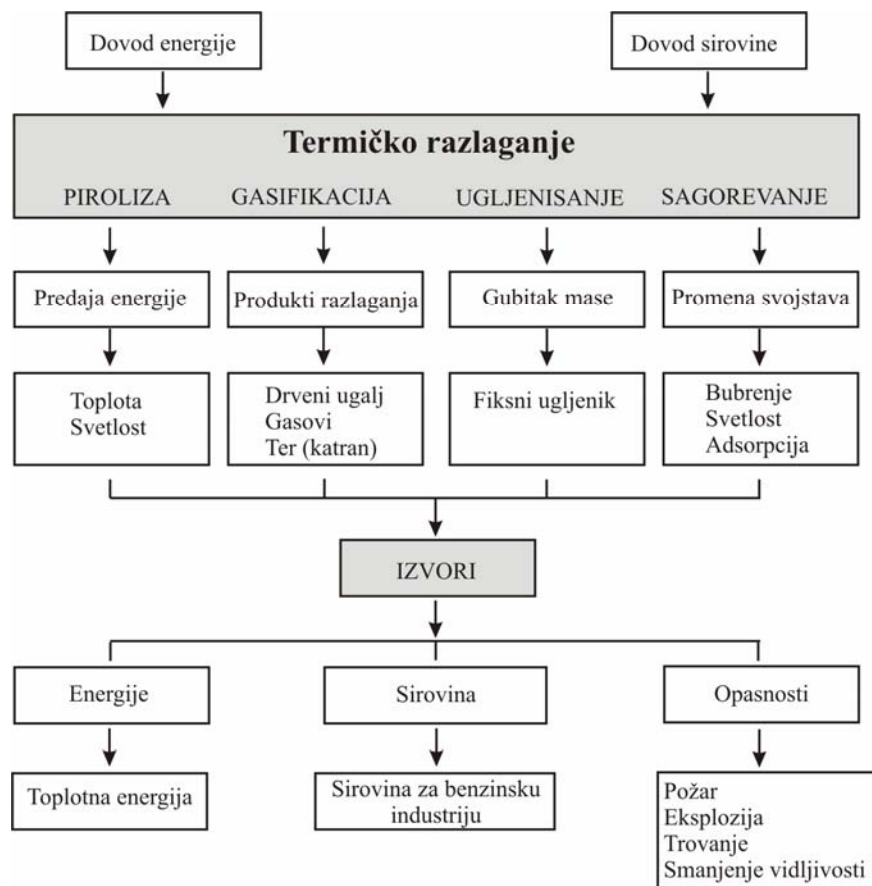 Dovod energije
Dovod sirovine
Termičko razlaganje
PIROLIZA
GASIFIKACIJA
UGLJENISANJE
SAGOREVANJE
Predaja energije
Produkti razlaganja
Gubitak mase
Promena svojstava
Toplota
Svetlost
Drveni ugalj
Gasovi
Ter (katran)
Fiksni ugljenik
Bubrenje
Svetlost
Adsorpcija
IZVORI
Energije
Sirovina
Opasnosti
Toplotna energija
Sirovina za benzinsku
industriju
Požar
Eksplozija
Trovanje
Smanjenje vidljivosti